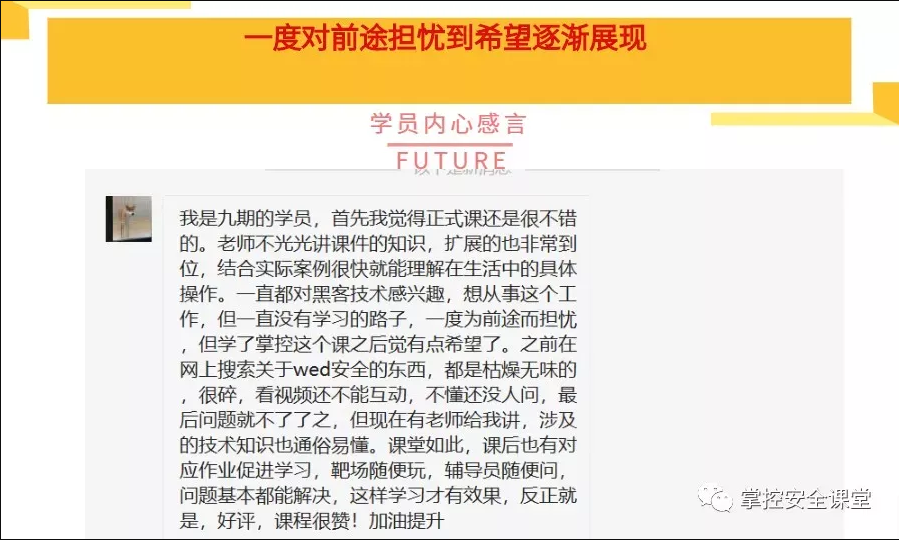 一度对前途担忧到希望逐渐展现
学员内心感言
FUTURE
以下是新消息
我是九期的学员，首先我觉得正式课还是很不错
的。老师不光光讲课件的知识，扩展的也非常到
位，结合实际案例很快就能理解在生活中的具体
操作。一直都对黑客技术感兴趣，想从事这个工
作，但一直没有学习的路子，一度为前途而担忧
，但学了掌控这个课之后觉有点希望了。之前在
网上搜索关于wed安全的东西，都是枯燥无味的
，很碎，看视频还不能互动，不懂还没人问，最
后问题就不了了之，但现在有老师给我讲，涉及
的技术知识也通俗易懂。课堂如此，课后也有对
应作业促进学习，靶场随便玩，辅导员随便问，
问题基本都能解决，这样学习才有效果，反正就
是，好评，课程很赞！加油提升
掌控安全课堂